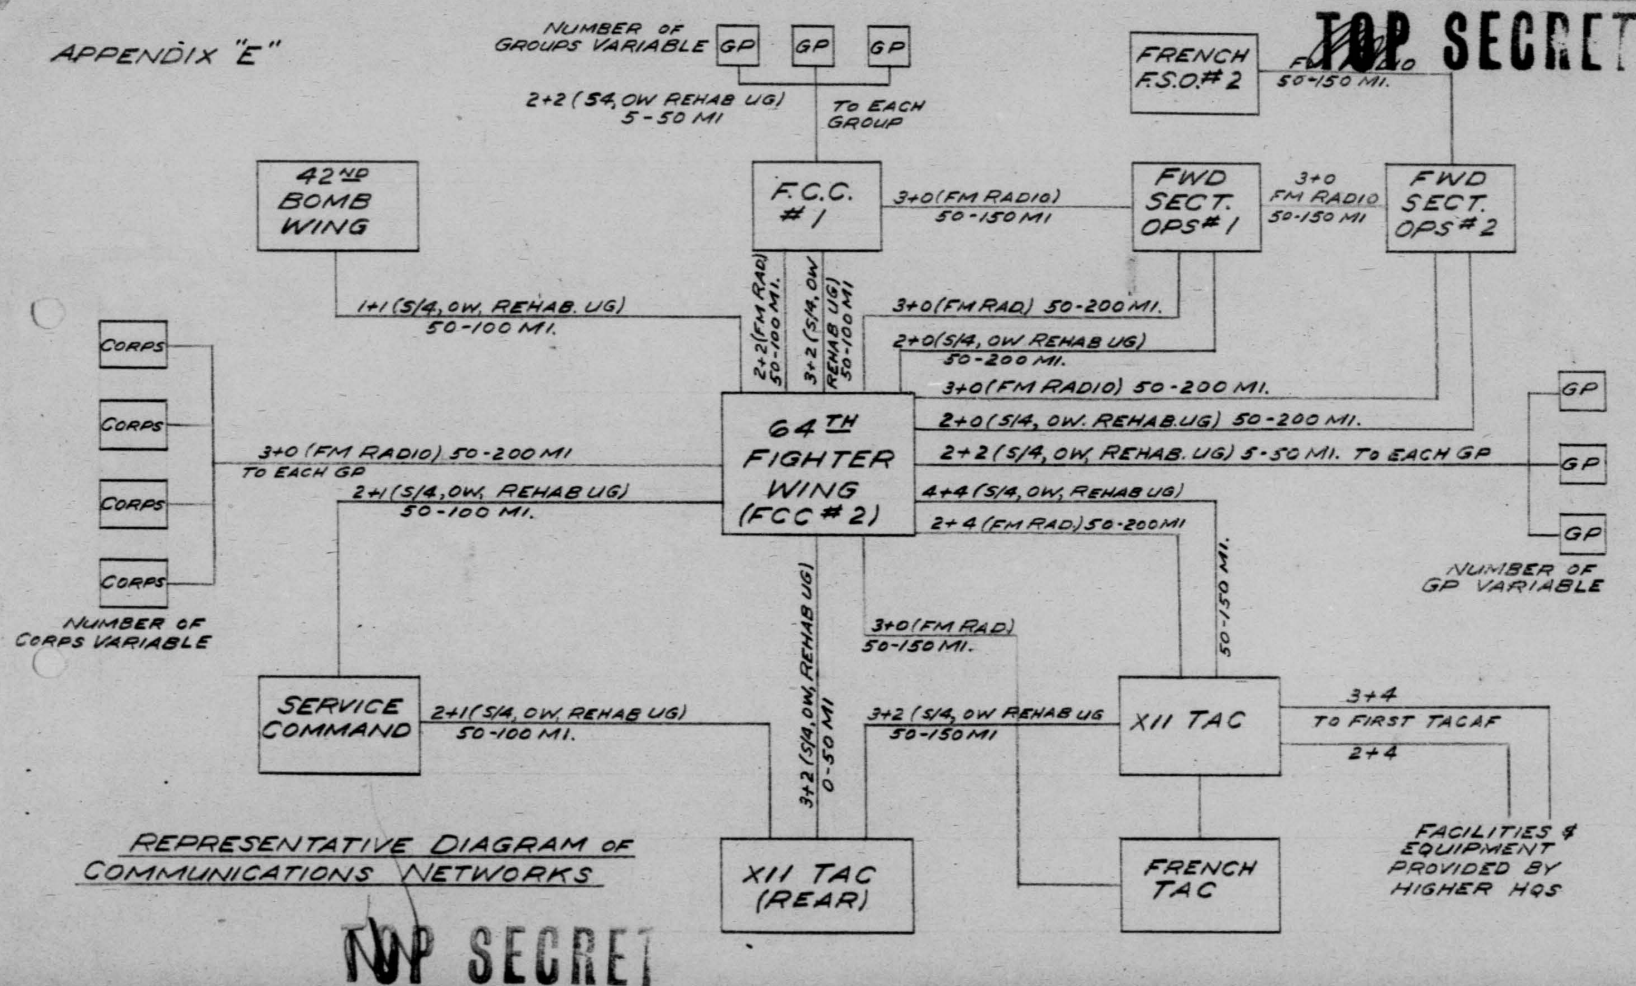 APPENDIX "E"
NUMBER OF
GROUPS VARIABLE
GP
GP
GP
2+2 (S4, OW REHAB UG)
5-50 MI
TO EACH
GROUP
FRENCH
F.S.O. #2
RADIO
50-150 MI.
TOP SECRET
42ND
BOMB
WING
F.C.C.
#1
3+0 (FM RADIO)
50-150 MI
FWD
SECT.
OPS #1
3+0
FM RADIO
50-150 MI
FWD
SECT.
OPS #2
1+1 (S/4, OW, REHAB. UG)
50-100 MI.
2+2 (FM RAD)
50-100 MI.
3+2 (S/4, OW
REHAB UG)
50-100 MI
3+0 (FM RAD) 50-200 MI.
2+0 (S/4, OW REHAB UG)
50-200 MI.
3+0 (FM RADIO) 50-200 MI.
2+0 (S/4, OW. REHAB. UG) 50-200 MI.
2+2 (S/4, OW, REHAB. UG) 5-50 MI. TO EACH GP
4+4 (S/4, OW, REHAB UG)
2+4 (FM RAD.) 50-200 MI
50-150 MI.
CORPS
CORPS
CORPS
CORPS
NUMBER OF
CORPS VARIABLE
3+0 (FM RADIO) 50-200 MI
TO EACH GP
2+1 (S/4, OW, REHAB UG)
50-100 MI.
64TH
FIGHTER
WING
(FCC #2)
GP
GP
GP
NUMBER OF
GP VARIABLE
3+2 (S/4, OW, REHAB UG)
0-50 MI
3+0 (FM RAD)
50-150 MI.
SERVICE
COMMAND
2+1 (S/4, OW, REHAB UG)
50-100 MI.
3+2 (S/4, OW REHAB UG
50-150 MI
XII TAC
3+4
TO FIRST TACAF
2+4
FACILITIES &
EQUIPMENT
PROVIDED BY
HIGHER HQS
XII TAC
(REAR)
FRENCH
TAC
REPRESENTATIVE DIAGRAM OF
COMMUNICATIONS NETWORKS
TOP SECRET